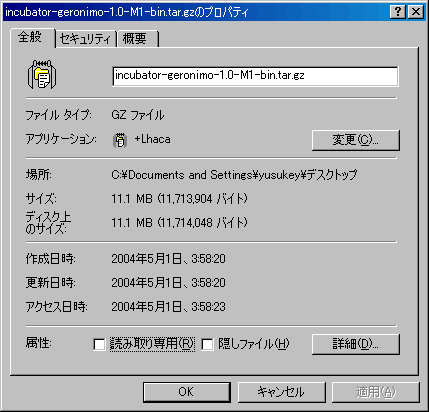 incubator-geronimo-1.0-M1-bin.tar.gzのプロパティ
全般 セキュリティ 概要
incubator-geronimo-1.0-M1-bin.tar.gz
ファイル タイプ: GZ ファイル
アプリケーション: +Lhaca 変更(C)...
場所: C:¥Documents and Settings¥yusukey¥デスクトップ
サイズ: 11.1 MB (11,713,904 バイト)
ディスク上
のサイズ: 11.1 MB (11,714,048 バイト)
作成日時: 2004年5月1日、3:58:20
更新日時: 2004年5月1日、3:58:20
アクセス日時: 2004年5月1日、3:58:23
属性: 読み取り専用(R) 隠しファイル(H) 詳細(D)...
OK キャンセル 適用(A)